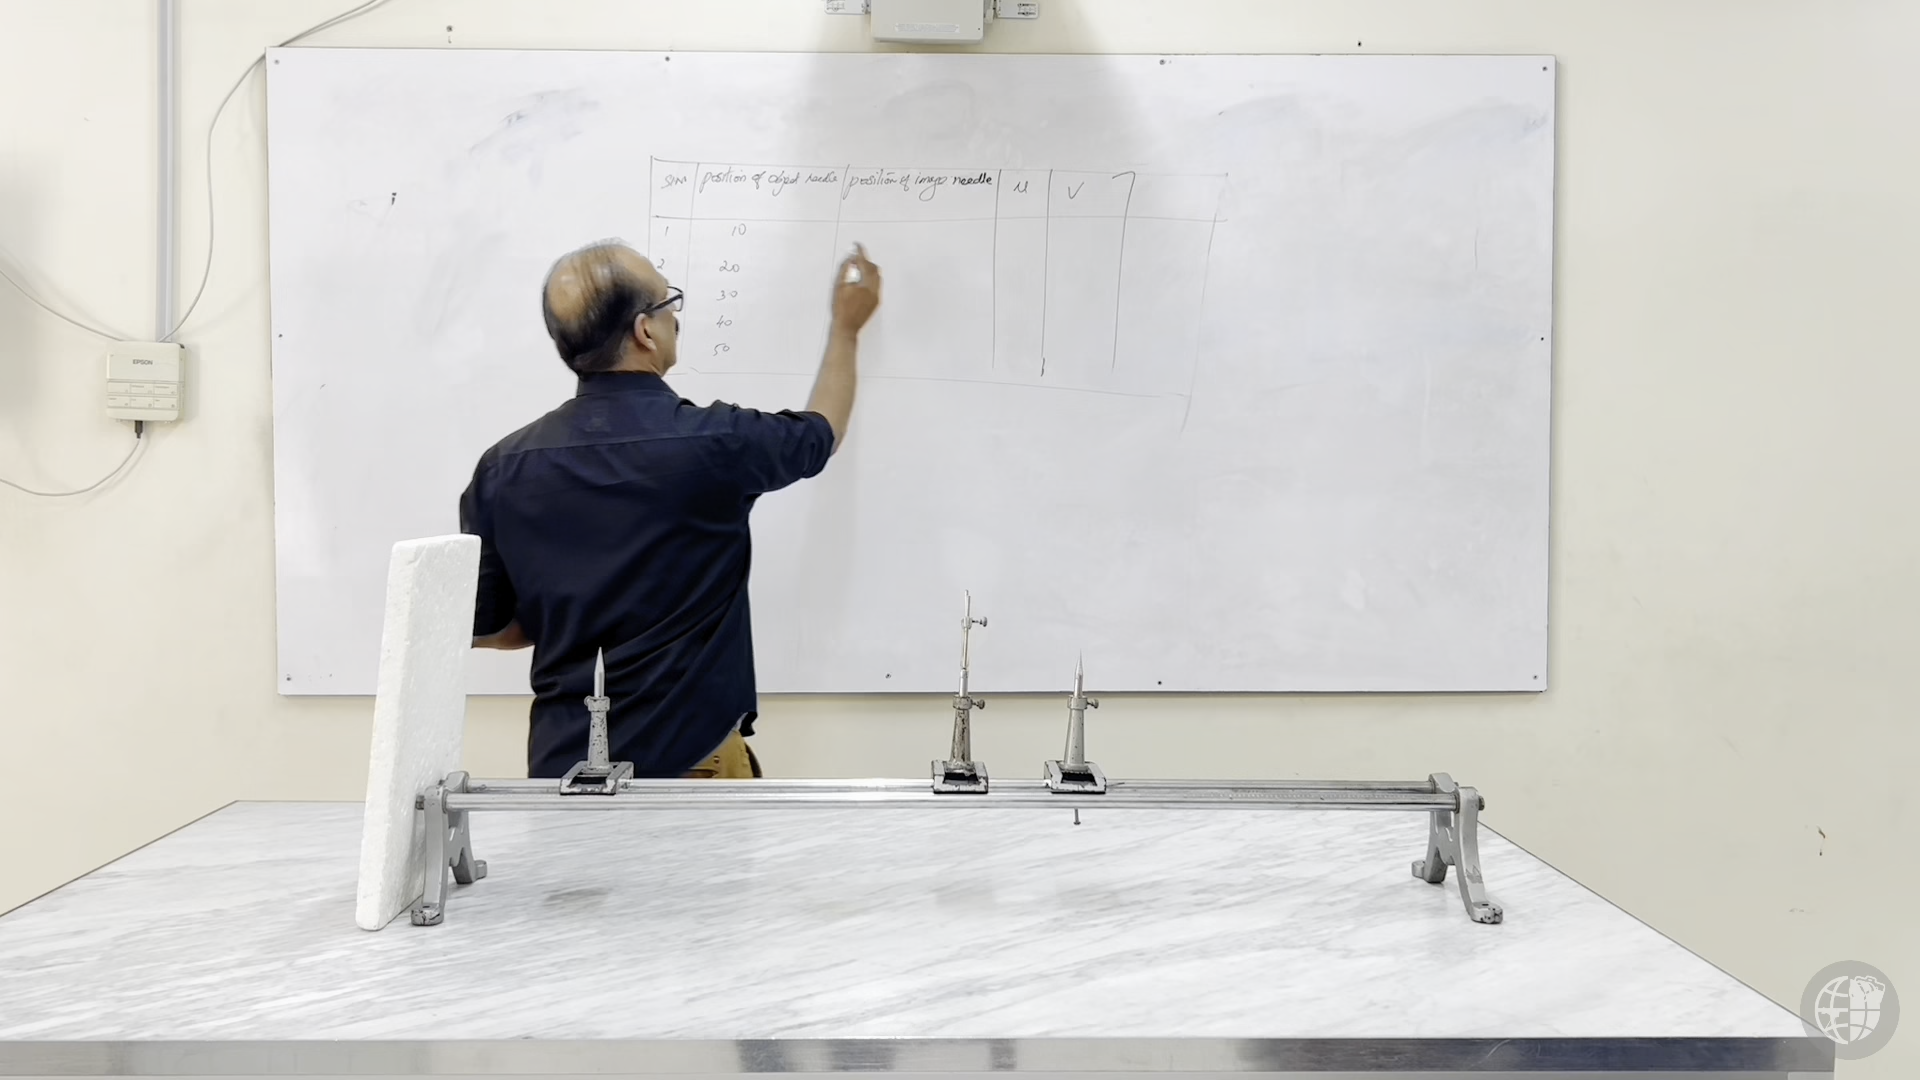 S.No position of object needle position of image needle u v
1 10
2 20
30
40
50
EPSON